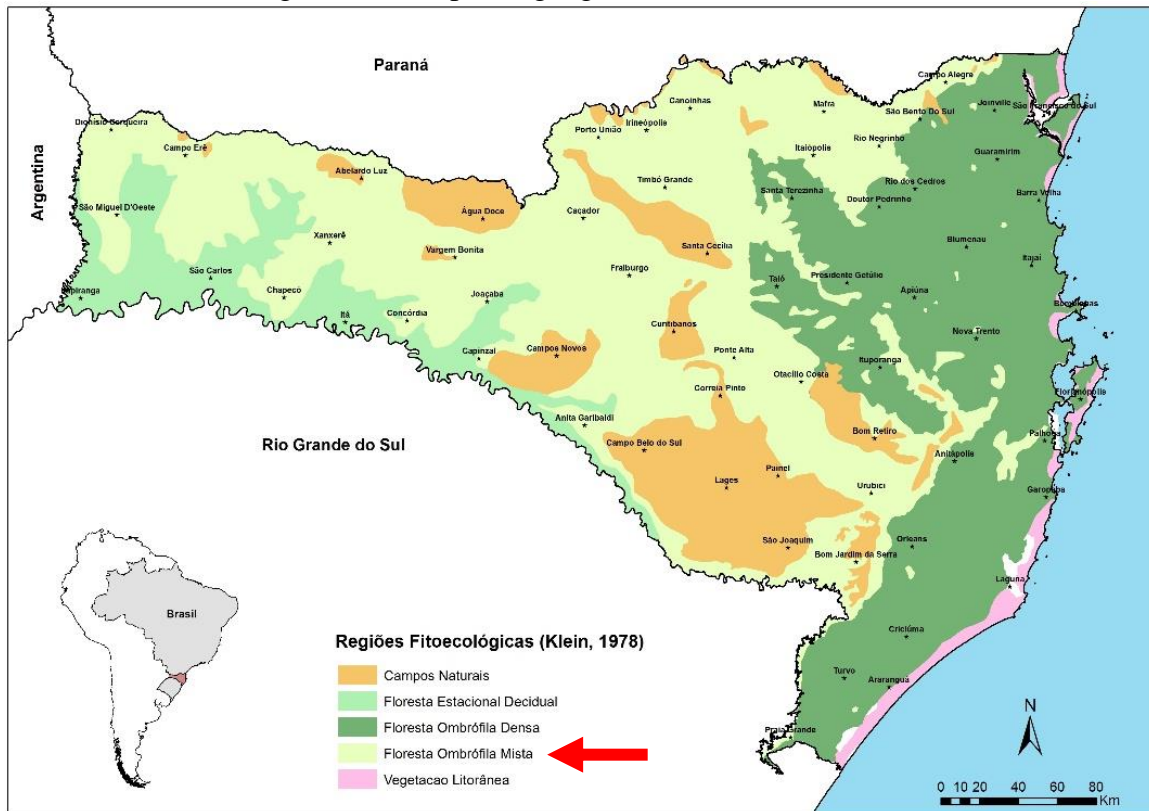 Paraná
Argentina
Rio Grande do Sul
Campo Alegre
Canoinhas
Mafra
São Bento Do Sul
Joinville
São Francisco do Sul
Dionísio Cerqueira
Porto União
Irineópolis
Rio Negrinho
Campo Erê
Itaiópolis
Guaramirim
Abelardo Luz
Timbó Grande
Santa Terezinha
Rio dos Cedros
Barra Velha
São Miguel D'Oeste
Água Doce
Caçador
Doutor Pedrinho
Xanxerê
Vargem Bonita
Santa Cecília
Blumenau
Itajaí
São Carlos
Fraiburgo
Taió
Presidente Getúlio
Chapecó
Joaçaba
Apiúna
Itá
Concórdia
Curitibanos
Nova Trento
Capinzal
Campos Novos
Ponte Alta
Ituporanga
Otacílio Costa
Correia Pinto
Florianópolis
Anita Garibaldi
Bom Retiro
Palhoça
Campo Belo do Sul
Anitápolis
Painel
Lages
Urubici
Garopaba
São Joaquim
Orleans
Bom Jardim da Serra
Laguna
Criciúma
Turvo
Araranguá
Praia Grande
Brasil
Regiões Fitoecológicas (Klein, 1978)
Campos Naturais
Floresta Estacional Decidual
Floresta Ombrófila Densa
Floresta Ombrófila Mista
Vegetacao Litorânea
N
0 10 20 40 60 80
Km